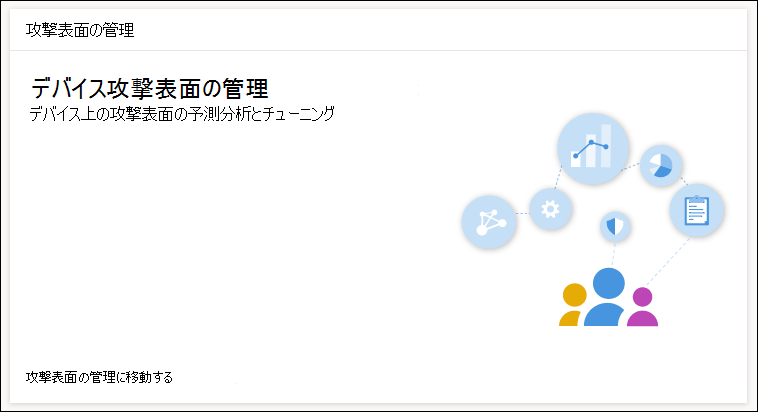 攻撃表面の管理
デバイス攻撃表面の管理
デバイス上の攻撃表面の予測分析とチューニング
攻撃表面の管理に移動する